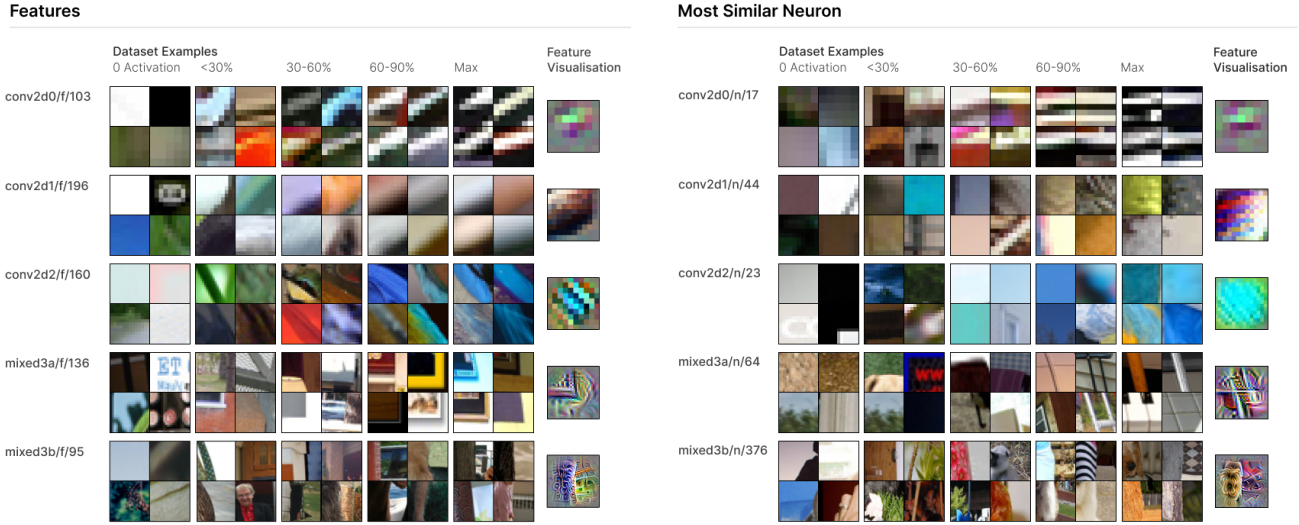 Features
Most Similar Neuron
Dataset Examples
0 Activation <30% 30-60% 60-90% Max
Feature
Visualisation
Dataset Examples
0 Activation <30% 30-60% 60-90% Max
Feature
Visualisation
conv2d0/f/103
conv2d0/n/17
conv2d1/f/196
conv2d1/n/44
conv2d2/f/160
conv2d2/n/23
mixed3a/f/136
ET
mixed3a/n/64
mixed3b/f/95
mixed3b/n/376